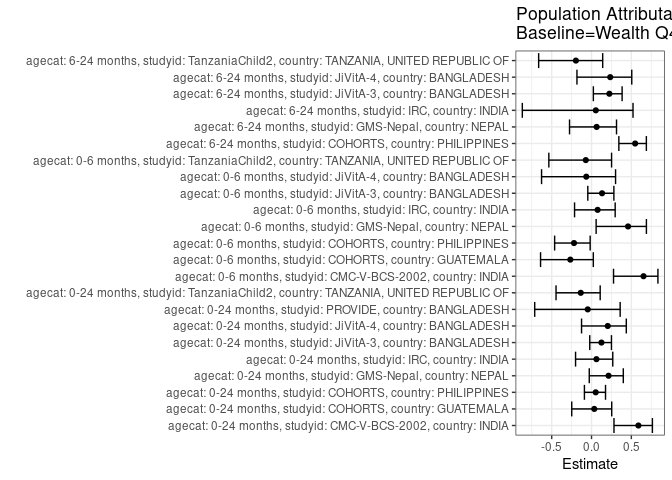 Population Attributa
Baseline=Wealth Q4
agecat: 6-24 months, studyid: TanzaniaChild2, country: TANZANIA, UNITED REPUBLIC OF
agecat: 6-24 months, studyid: JiVitA-4, country: BANGLADESH
agecat: 6-24 months, studyid: JiVitA-3, country: BANGLADESH
agecat: 6-24 months, studyid: IRC, country: INDIA
agecat: 6-24 months, studyid: GMS-Nepal, country: NEPAL
agecat: 6-24 months, studyid: COHORTS, country: PHILIPPINES
agecat: 0-6 months, studyid: TanzaniaChild2, country: TANZANIA, UNITED REPUBLIC OF
agecat: 0-6 months, studyid: JiVitA-4, country: BANGLADESH
agecat: 0-6 months, studyid: JiVitA-3, country: BANGLADESH
agecat: 0-6 months, studyid: IRC, country: INDIA
agecat: 0-6 months, studyid: GMS-Nepal, country: NEPAL
agecat: 0-6 months, studyid: COHORTS, country: PHILIPPINES
agecat: 0-6 months, studyid: COHORTS, country: GUATEMALA
agecat: 0-6 months, studyid: CMC-V-BCS-2002, country: INDIA
agecat: 0-24 months, studyid: TanzaniaChild2, country: TANZANIA, UNITED REPUBLIC OF
agecat: 0-24 months, studyid: PROVIDE, country: BANGLADESH
agecat: 0-24 months, studyid: JiVitA-4, country: BANGLADESH
agecat: 0-24 months, studyid: JiVitA-3, country: BANGLADESH
agecat: 0-24 months, studyid: IRC, country: INDIA
agecat: 0-24 months, studyid: GMS-Nepal, country: NEPAL
agecat: 0-24 months, studyid: COHORTS, country: PHILIPPINES
agecat: 0-24 months, studyid: COHORTS, country: GUATEMALA
agecat: 0-24 months, studyid: CMC-V-BCS-2002, country: INDIA
-0.5 0.0 0.5
Estimate